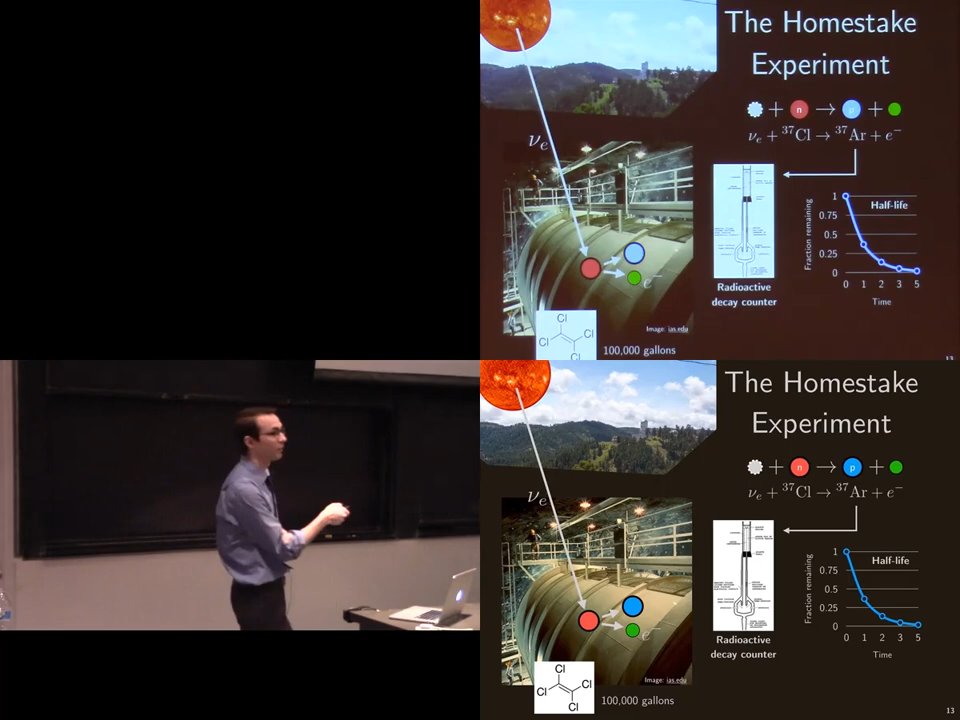 The Homestake
Experiment
+ n → p +
νₑ + ³⁷Cl → ³⁷Ar + e⁻
νₑ
Fraction remaining
1
0.75
0.5
0.25
0
Half-life
0 1 2 3 5
Time
Radioactive
decay counter
e⁻
Image: ias.edu
Cl
Cl
Cl
Cl
100,000 gallons
13
The Homestake
Experiment
+ n → p +
νₑ + ³⁷Cl → ³⁷Ar + e⁻
νₑ
Fraction remaining
1
0.75
0.5
0.25
0
Half-life
0 1 2 3 5
Time
Radioactive
decay counter
e⁻
Image: ias.edu
Cl
Cl
Cl
Cl
100,000 gallons
13